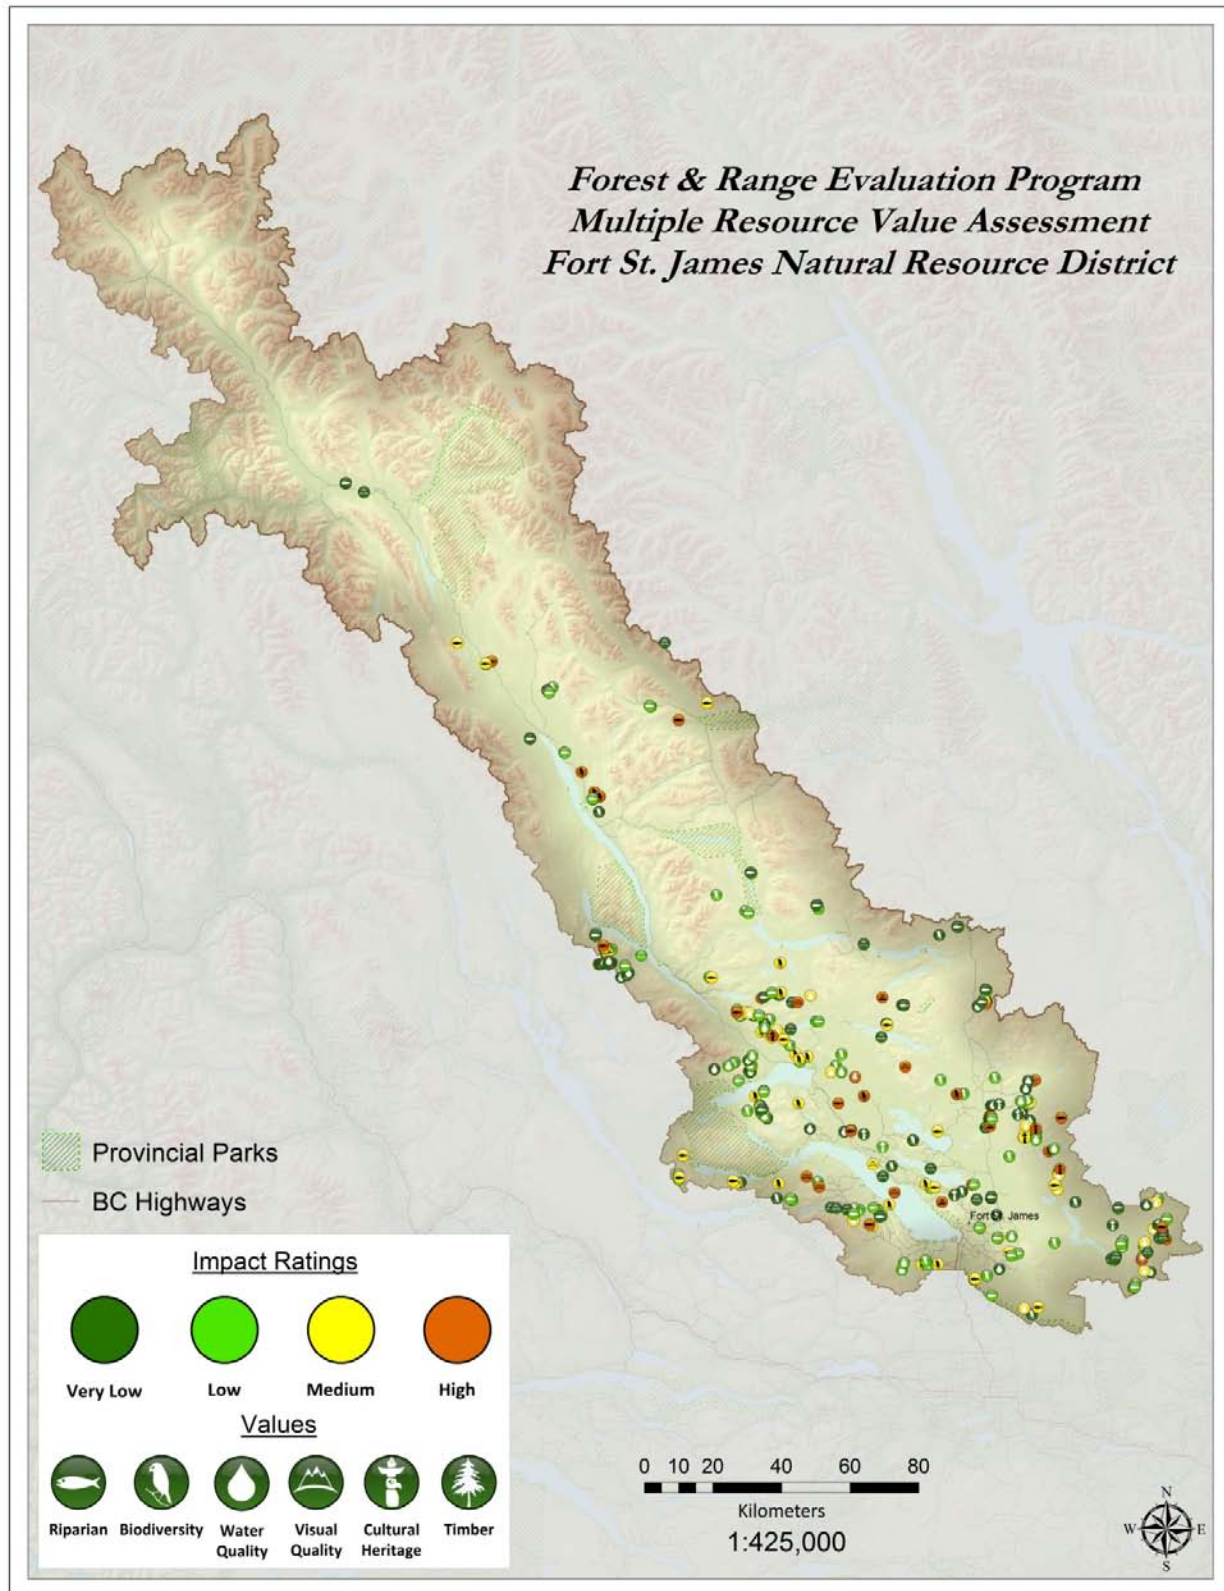 Forest & Range Evaluation Program
Multiple Resource Value Assessment
Fort St. James Natural Resource District
Fort St. James
Provincial Parks
BC Highways
Impact Ratings
Very Low
Low
Medium
High
Values
Riparian
Biodiversity
Water
Quality
Visual
Quality
Cultural
Heritage
Timber
0 10 20 40 60 80
Kilometers
1:425,000
N
W
E
S